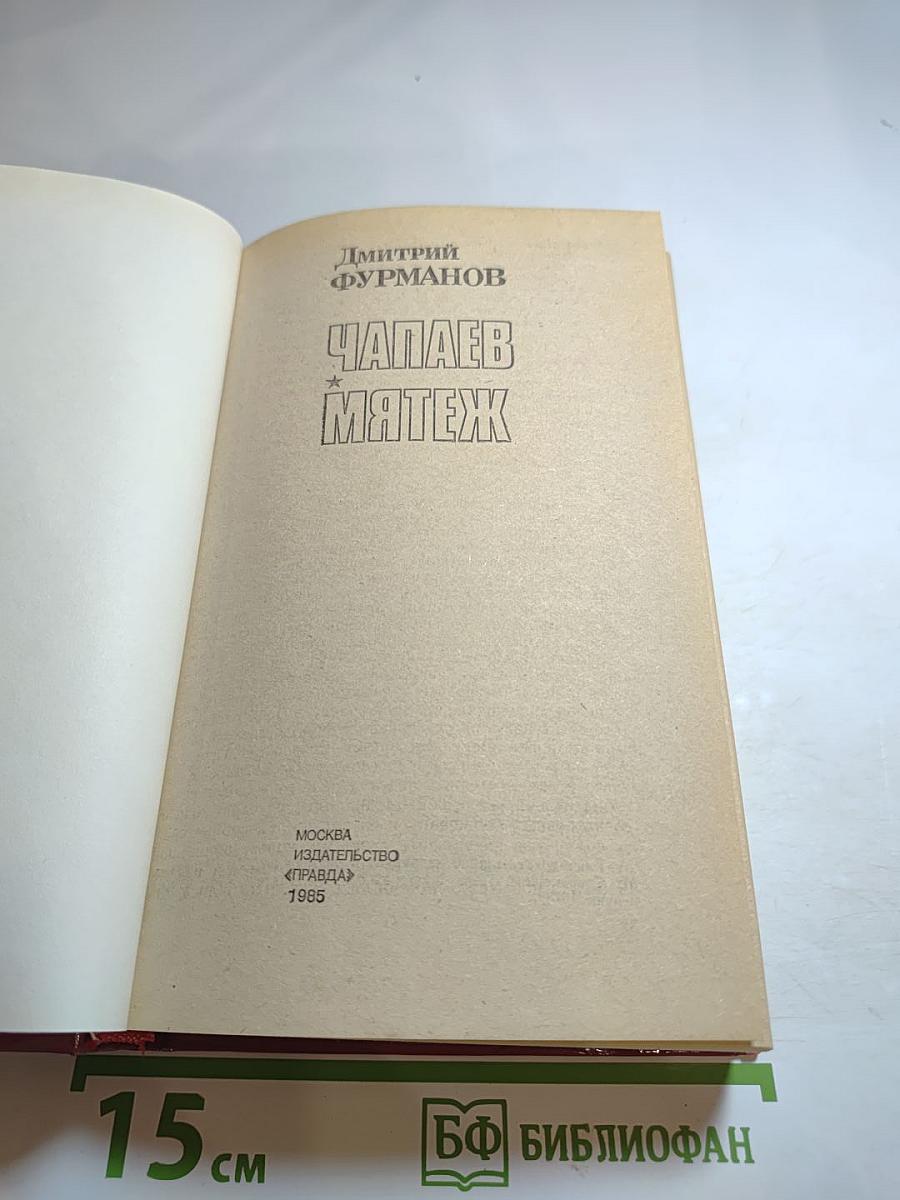 Дмитрий
ФУРМАНОВ
ЧАПАЕВ
МЯТЕЖ
МОСКВА
ИЗДАТЕЛЬСТВО
«ПРАВДА»
1985
15 см
БФ БИБЛИОФАН